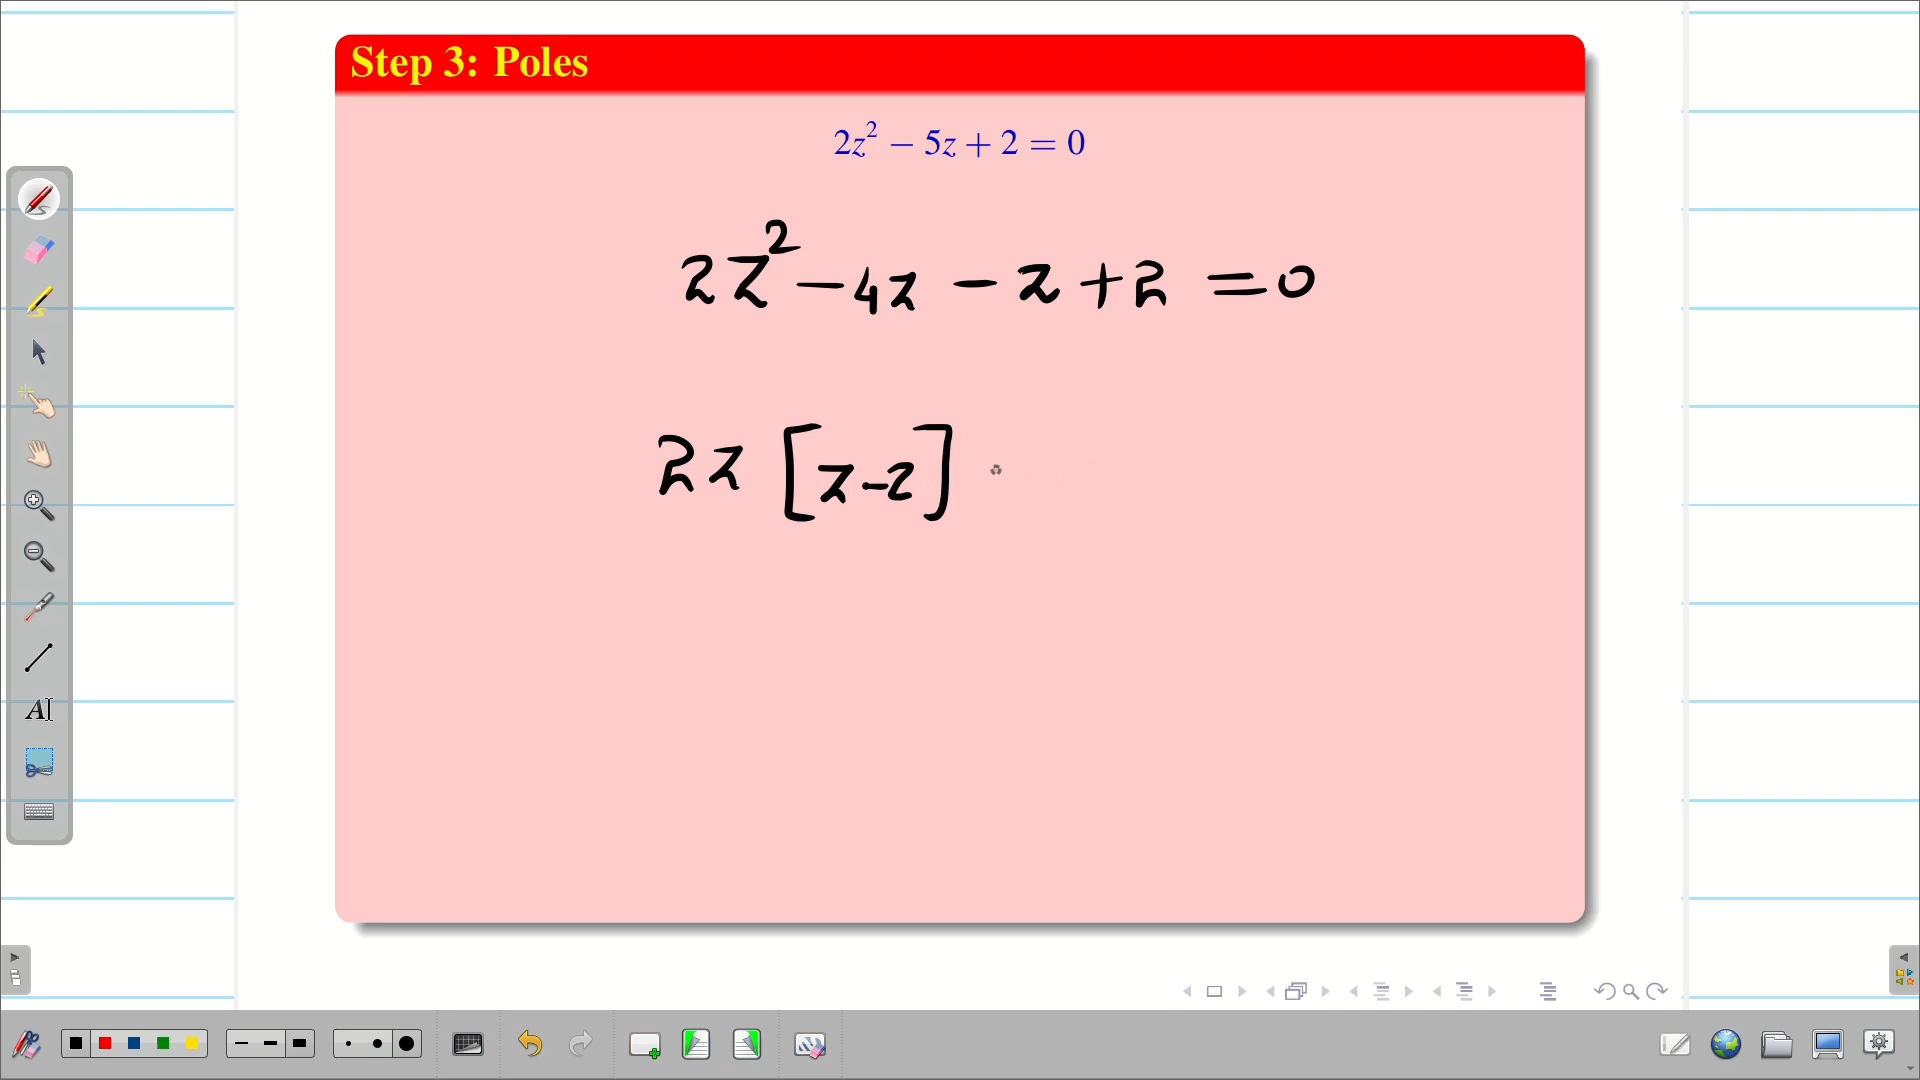 Step 3: Poles
2z² − 5z + 2 = 0
2z² − 4z − z + 2 = 0
2z [z-2]